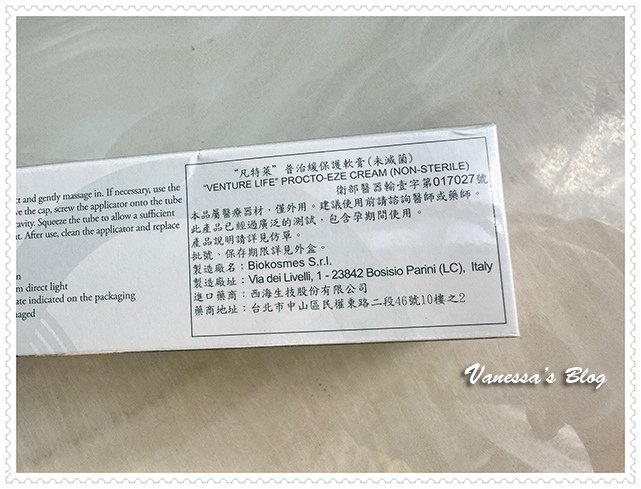 ct and gently massage in. If necessary, use the
ve the cap, screw the applicator onto the tube
cavity. Squeeze the tube to allow a sufficient
nt. After use, clean the applicator and replace
m direct light
ate indicated on the packaging
maged
“凡特萊” 普治緩保護軟膏(未滅菌)
“VENTURE LIFE” PROCTO-EZE CREAM (NON-STERILE)
衛部醫器輸壹字第017027號
本品屬醫療器材，僅外用。建議使用前請諮詢醫師或藥師。
此產品已經過廣泛的測試，包含孕期間使用。
產品說明請詳見仿單。
批號、保存期限詳見外盒。
製造廠名：Biokosmes S.r.l.
製造廠址：Via dei Livelli, 1 - 23842 Bosisio Parini (LC), Italy
進口藥商：西海生技股份有限公司
藥商地址：台北市中山區民權東路二段46號10樓之2
Vanessa's Blog